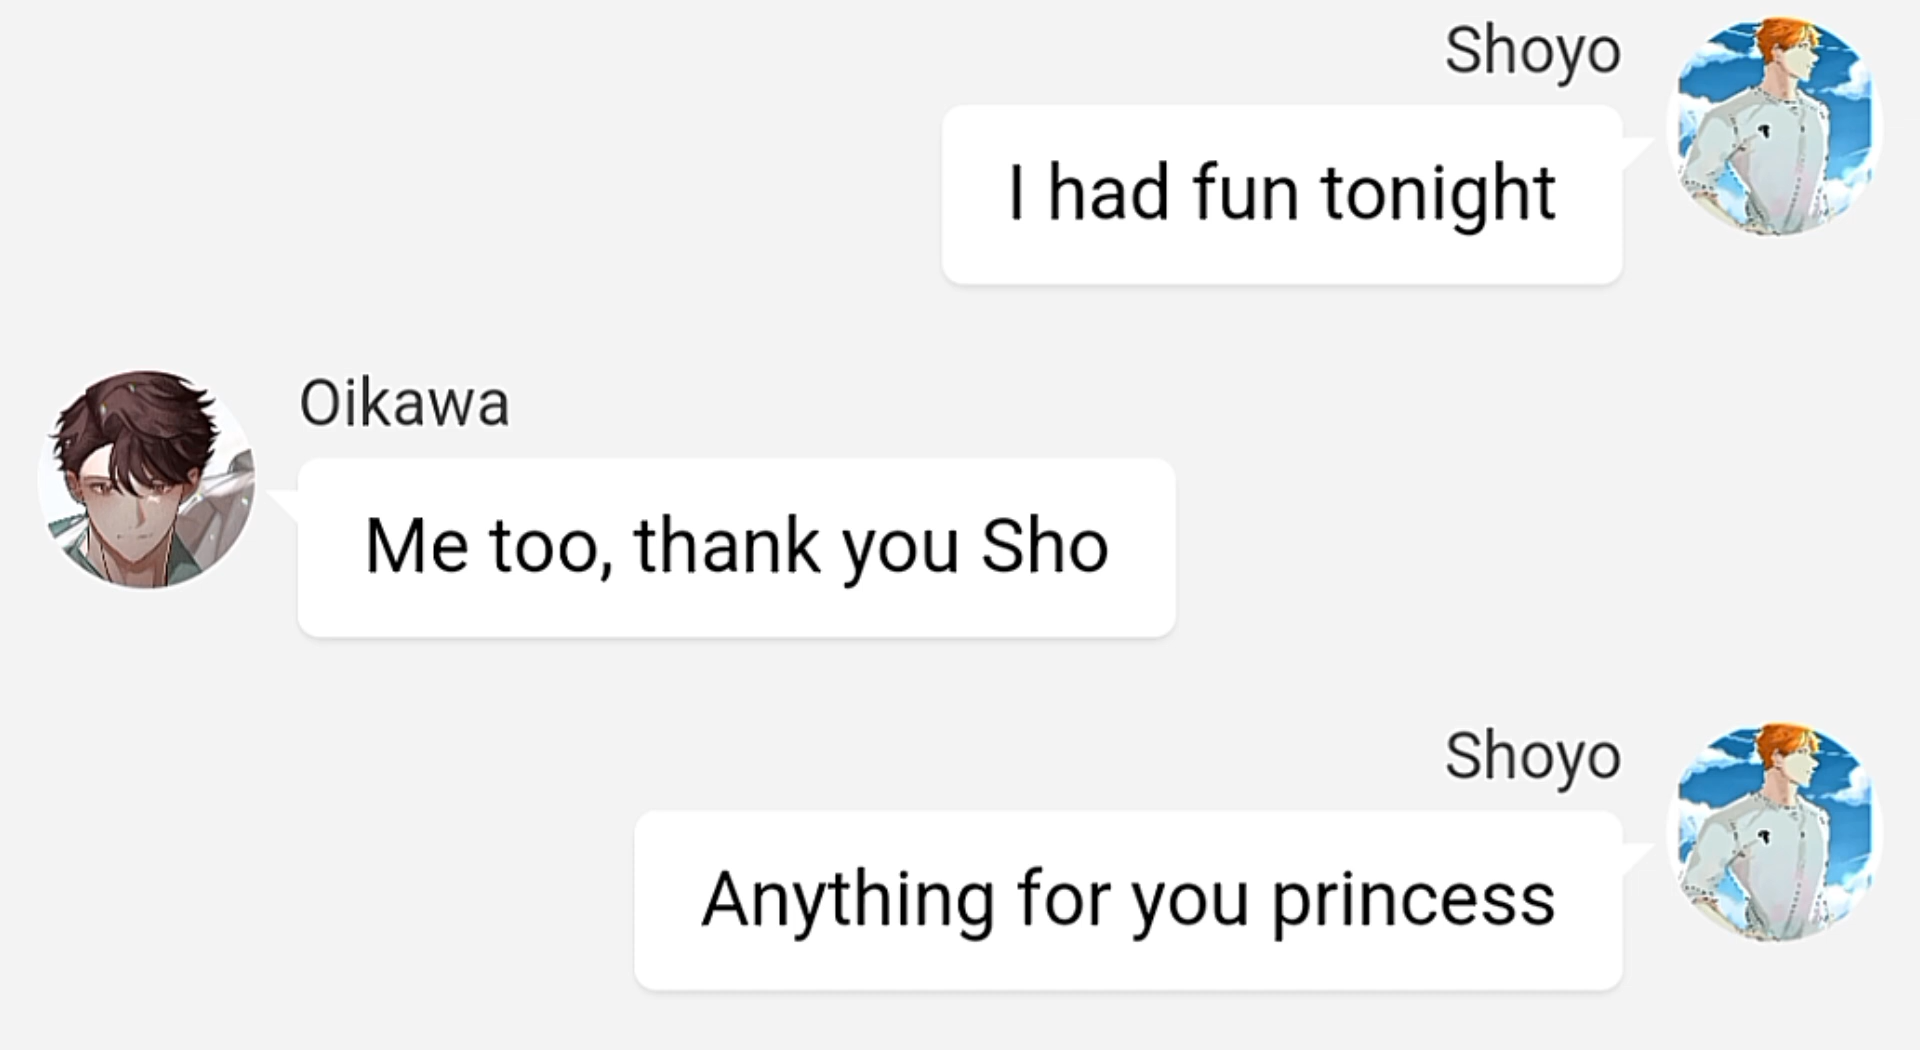 Shoyo
I had fun tonight
Oikawa
Me too, thank you Sho
Shoyo
Anything for you princess